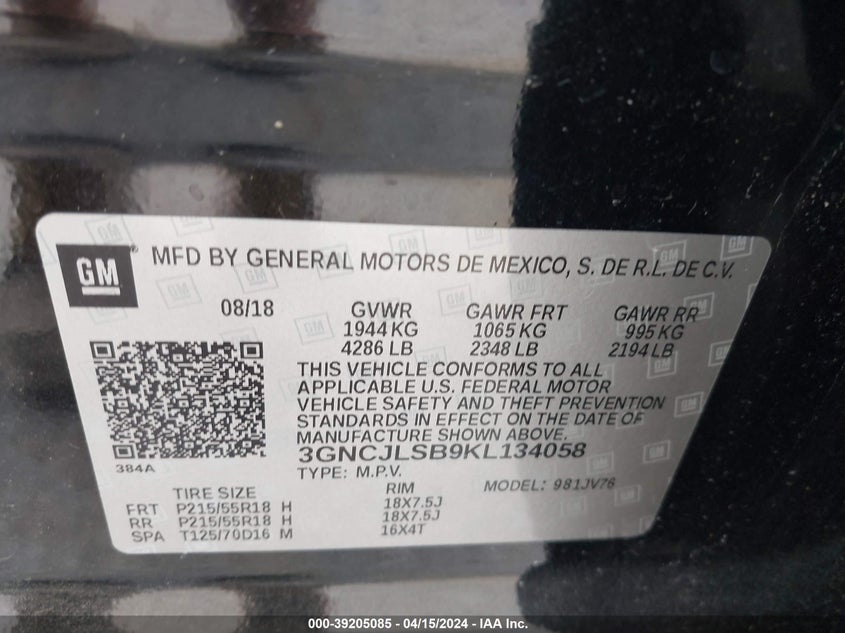 GM ® MFD BY GENERAL MOTORS DE MEXICO, S. DE R.L. DE C.V.
08/18 GVWR GAWR FRT GAWR RR
1944 KG 1065 KG 995 KG
4286 LB 2348 LB 2194 LB
THIS VEHICLE CONFORMS TO ALL
APPLICABLE U.S. FEDERAL MOTOR
VEHICLE SAFETY AND THEFT PREVENTION
STANDARDS IN EFFECT ON THE DATE OF
MANUFACTURE SHOWN ABOVE.
3GNCJLSB9KL134058
384A
TYPE: M.P.V. MODEL: 981JV76
TIRE SIZE RIM
FRT P215/55R18 H 18X7.5J
RR P215/55R18 H 18X7.5J
SPA T125/70D16 M 16X4T
000-39205085 - 04/15/2024 - IAA Inc.